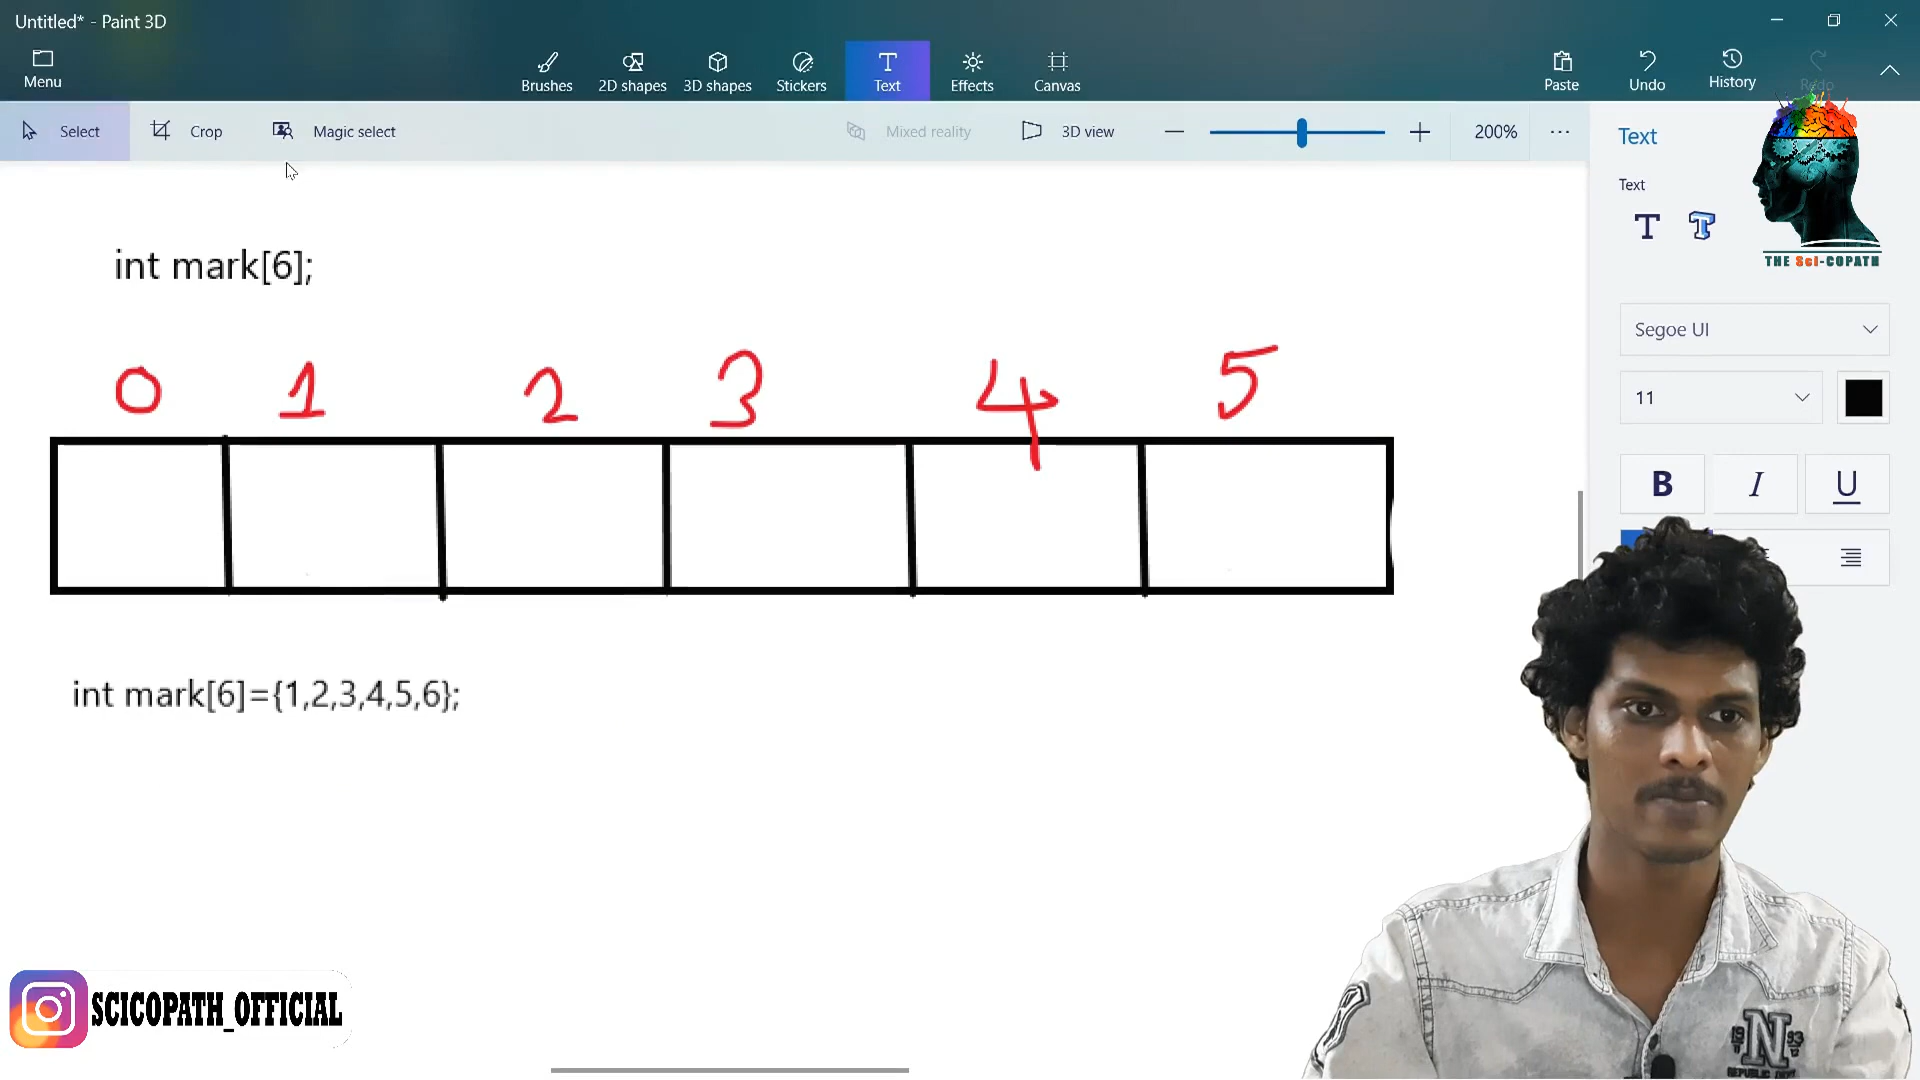 Untitled* - Paint 3D
Menu
Brushes
2D shapes
3D shapes
Stickers
Text
Effects
Canvas
Paste
Undo
History
Redo
Select
Crop
Magic select
Mixed reality
3D view
200%
Text
Text
T T
THE Sci-COPATH
int mark[6];
Segoe UI
0 1 2 3 4 5
11
B I U
int mark[6]={1,2,3,4,5,6};
SCICOPATH_OFFICIAL
N